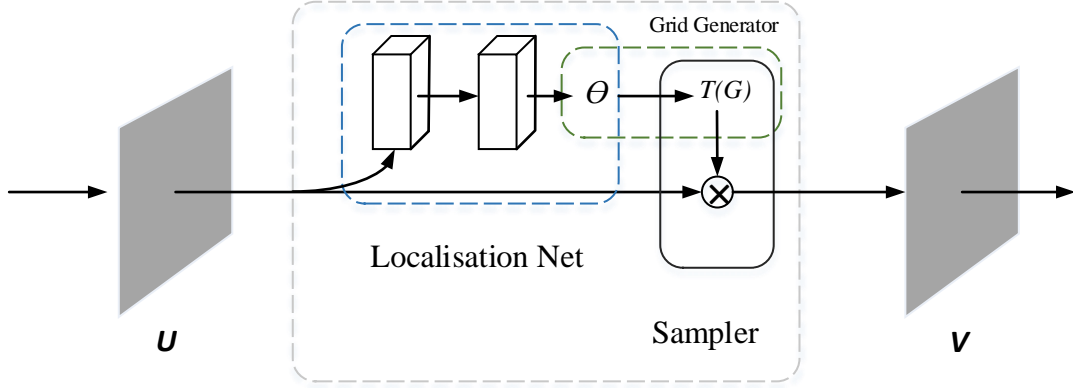 Grid Generator
Θ
T(G)
Localisation Net
Sampler
U
V